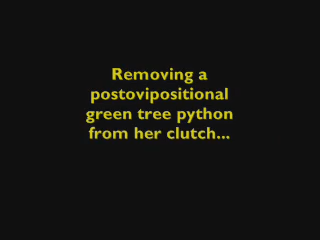 Removing a
postovipositional
green tree python
from her clutch...